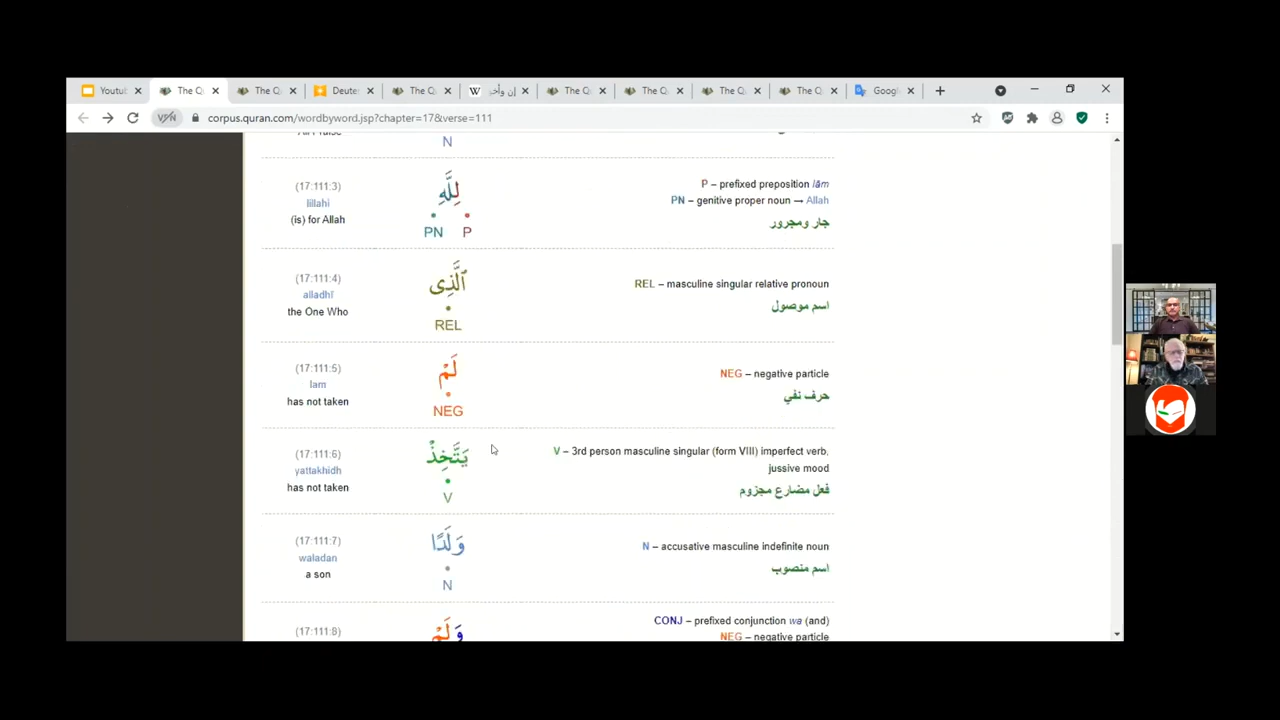 Youtu
The Q
The Q
Deute
The Q
إن وأخ
The Q
The Q
The Q
The Q
Googl
VPN
corpus.quran.com/wordbyword.jsp?chapter=17&verse=111
N
(17:111:3)
lillahi
(is) for Allah
لِلَّهِ
PN P
P – prefixed preposition lām
PN – genitive proper noun → Allah
جار ومجرور
(17:111:4)
alladhī
the One Who
ٱلَّذِى
REL
REL – masculine singular relative pronoun
اسم موصول
(17:111:5)
lam
has not taken
لَمْ
NEG
NEG – negative particle
حرف نفي
(17:111:6)
yattakhidh
has not taken
يَتَّخِذْ
V
V – 3rd person masculine singular (form VIII) imperfect verb,
jussive mood
فعل مضارع مجزوم
(17:111:7)
waladan
a son
وَلَدًا
N
N – accusative masculine indefinite noun
اسم منصوب
(17:111:8)
وَلَمْ
CONJ – prefixed conjunction wa (and)
NEG – negative particle